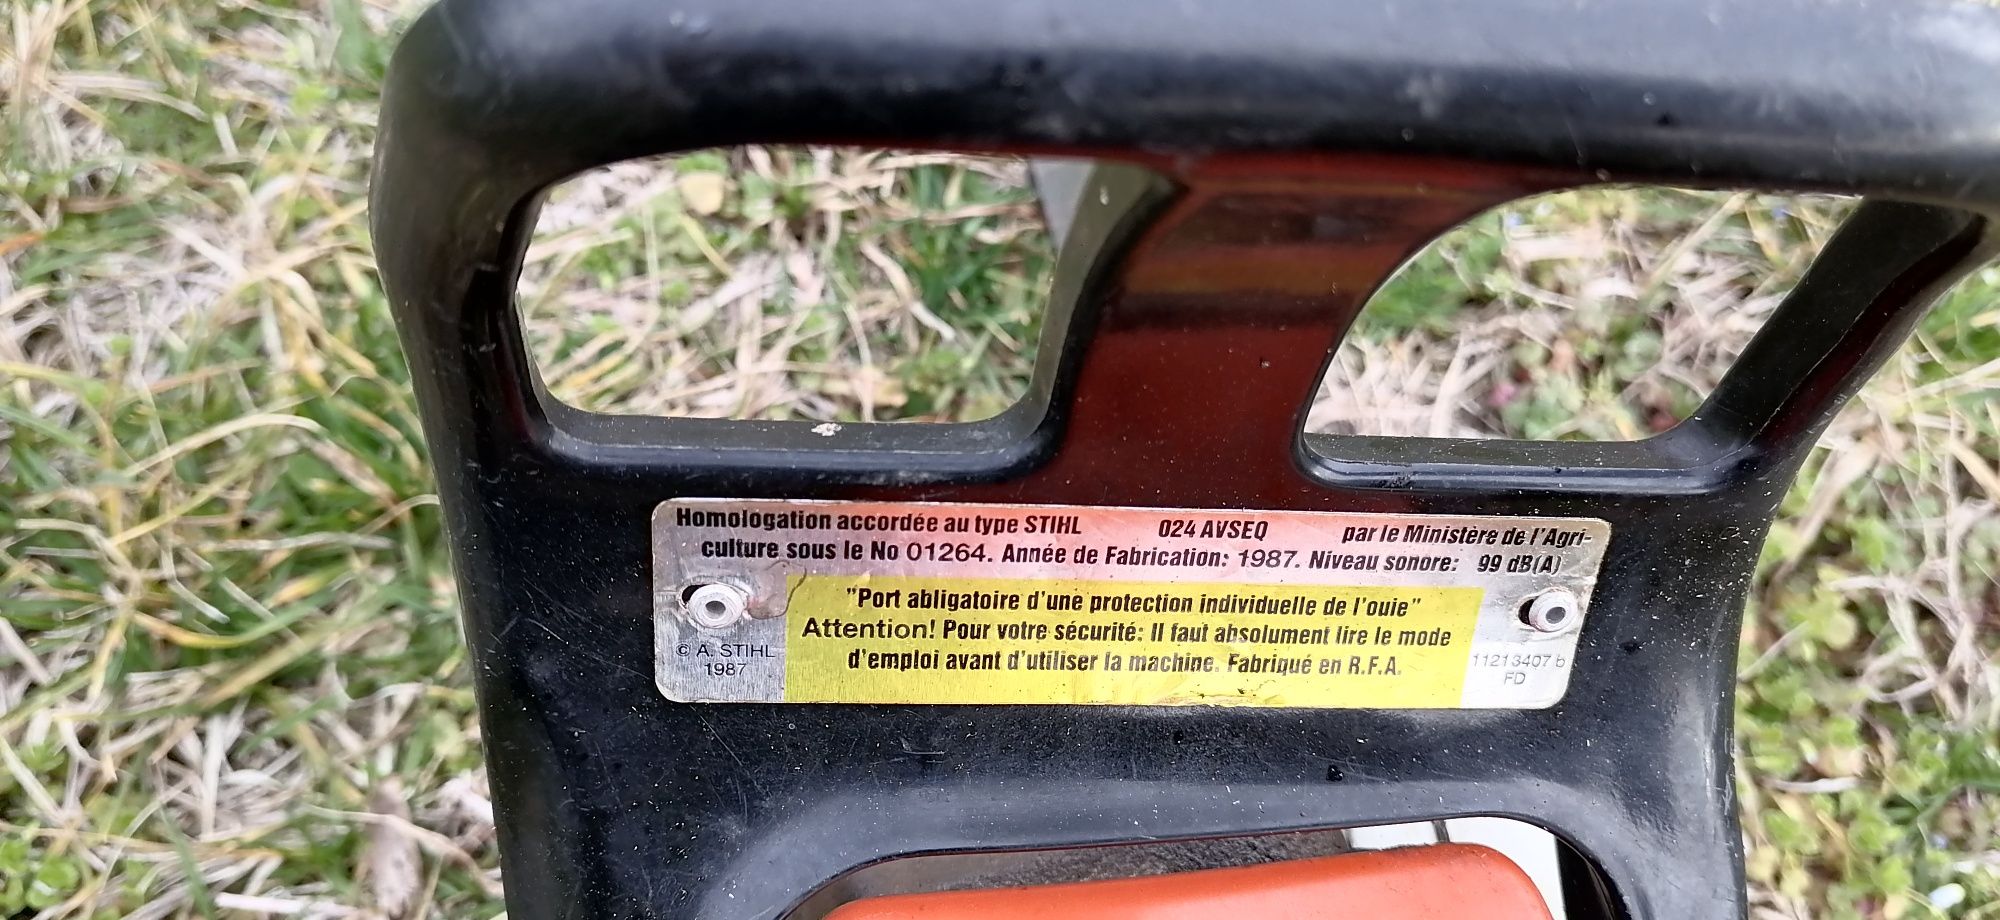 Homologation accordée au type STIHL 024 AVSEQ par le Ministère de l'Agri-
culture sous le No 01264. Année de Fabrication: 1987. Niveau sonore: 99 dB(A)
"Port abligatoire d'une protection individuelle de l'ouie"
Attention! Pour votre sécurité: Il faut absolument lire le mode
d'emploi avant d'utiliser la machine. Fabriqué en R.F.A.
© A. STIHL
1987
11213407 b
FD